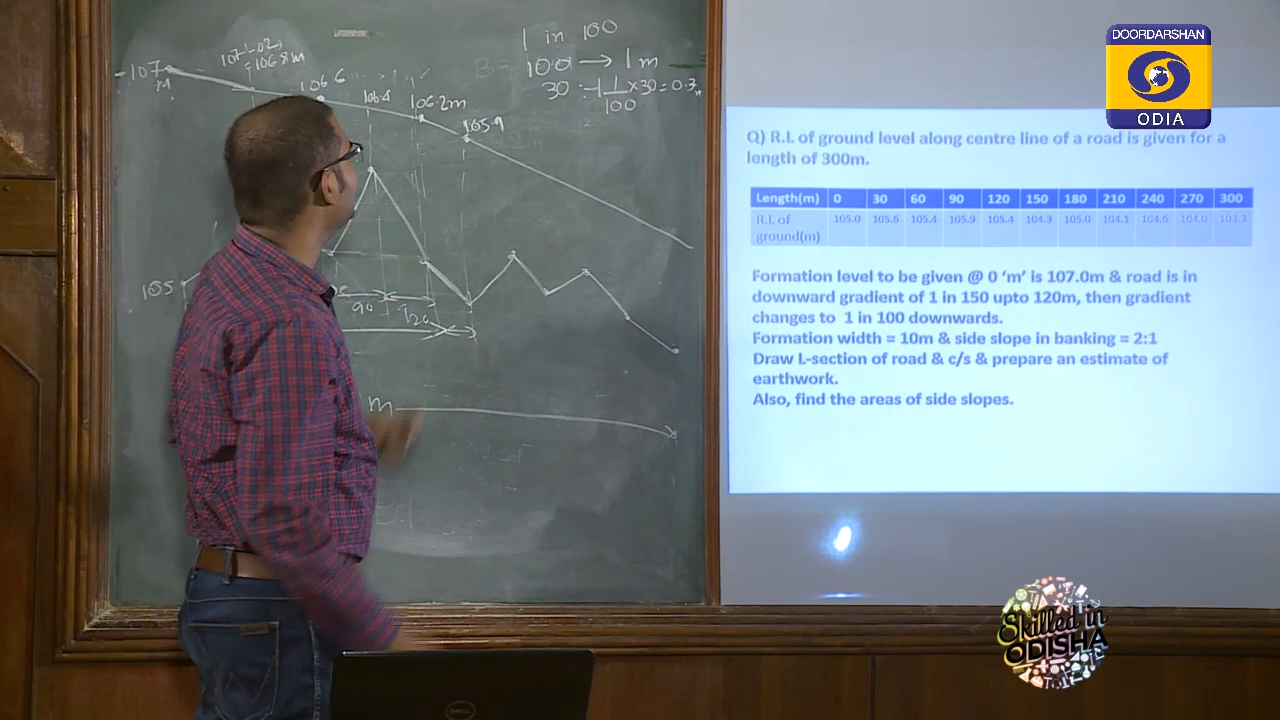 1 in 100
100 → 1 m
107
106.8 m
106.6
106.4
106.2m
105.9
105
90
120
m
Q) R.L of ground level along centre line of a road is given for a
length of 300m.
Length(m) 0 30 60 90 120 150 180 210 240 270 300
R.L of
ground(m) 105.0 105.6 105.4 105.9 105.4 104.3 105.0 104.1 104.6 104.0 103.3
Formation level to be given @ 0 ‘m’ is 107.0m & road is in
downward gradient of 1 in 150 upto 120m, then gradient
changes to 1 in 100 downwards.
Formation width = 10m & side slope in banking = 2:1
Draw L-section of road & c/s & prepare an estimate of
earthwork.
Also, find the areas of side slopes.
DOORDARSHAN
ODIA
Skilled in
ODISHA
DELL